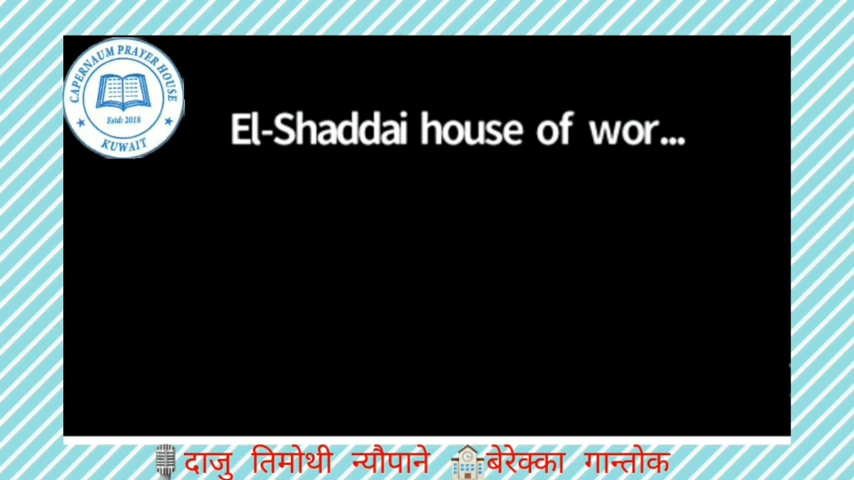 CAPERNAUM PRAYER HOUSE
Estd: 2018
KUWAIT
El-Shaddai house of wor...
दाजु तिमोथी न्यौपाने बेरेक्का गान्तोक